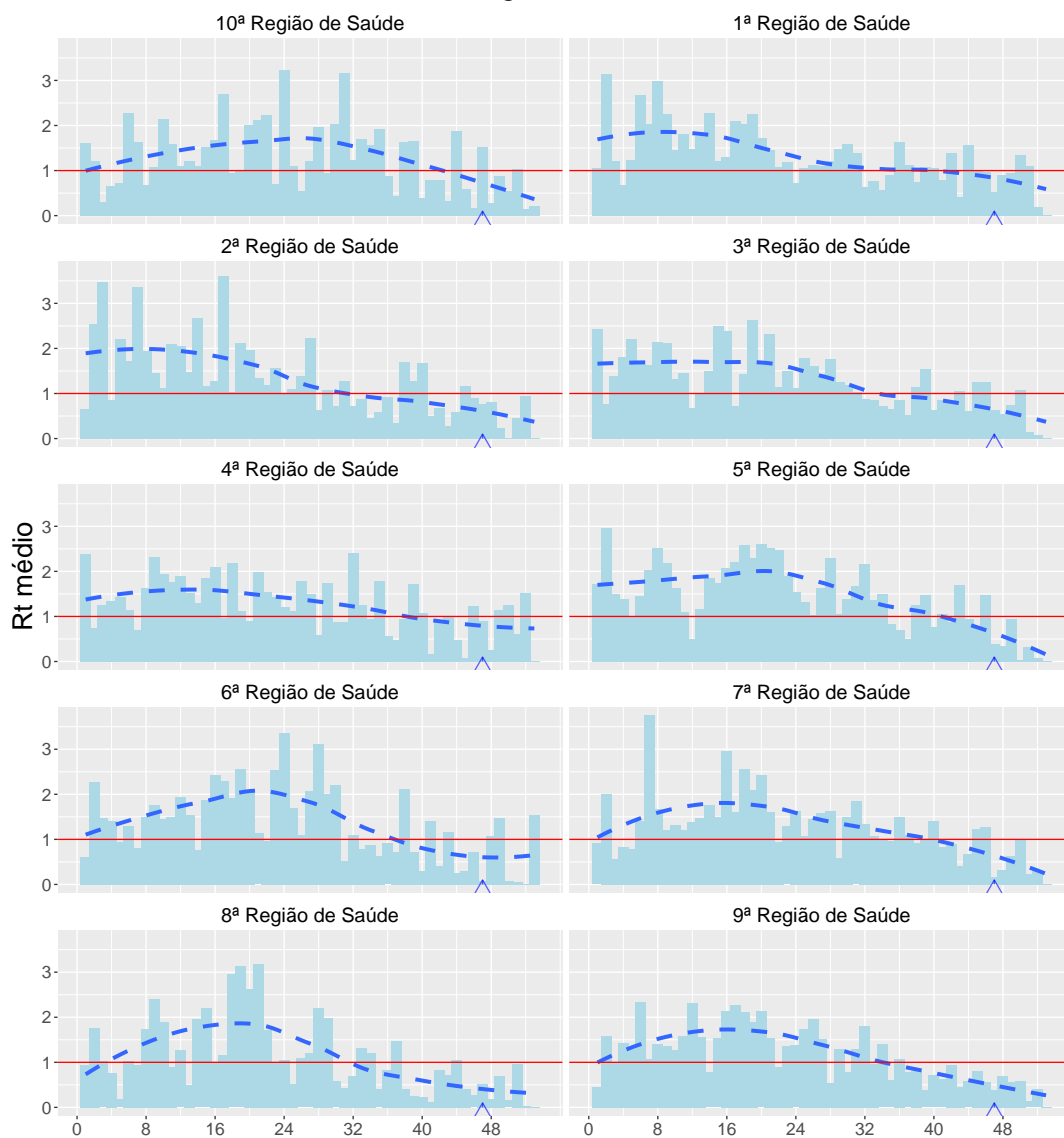 10ª Região de Saúde
1ª Região de Saúde
3
2
1
0
2ª Região de Saúde
3ª Região de Saúde
3
2
1
0
4ª Região de Saúde
5ª Região de Saúde
3
2
1
0
Rt médio
6ª Região de Saúde
7ª Região de Saúde
3
2
1
0
8ª Região de Saúde
9ª Região de Saúde
3
2
1
0
0 8 16 24 32 40 48
0 8 16 24 32 40 48